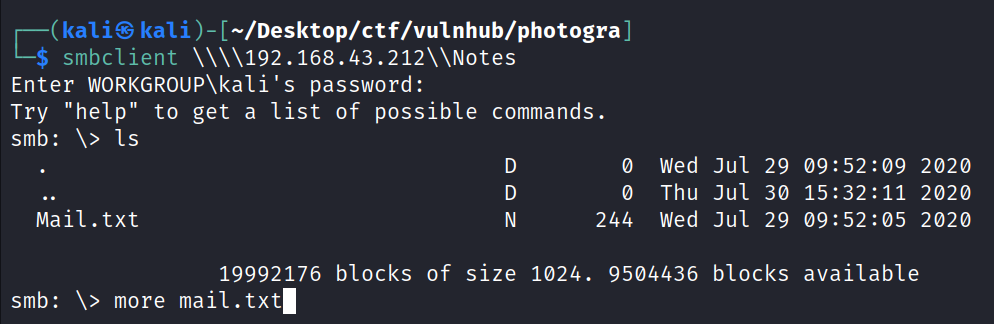 ┌──(kali㉿kali)-[~/Desktop/ctf/vulnhub/photogra]
└─$ smbclient \\\\192.168.43.212\\Notes
Enter WORKGROUP\kali's password:
Try "help" to get a list of possible commands.
smb: \> ls
  .                                   D        0  Wed Jul 29 09:52:09 2020
  ..                                  D        0  Thu Jul 30 15:32:11 2020
  Mail.txt                            N      244  Wed Jul 29 09:52:05 2020
                19992176 blocks of size 1024. 9504436 blocks available
smb: \> more mail.txt